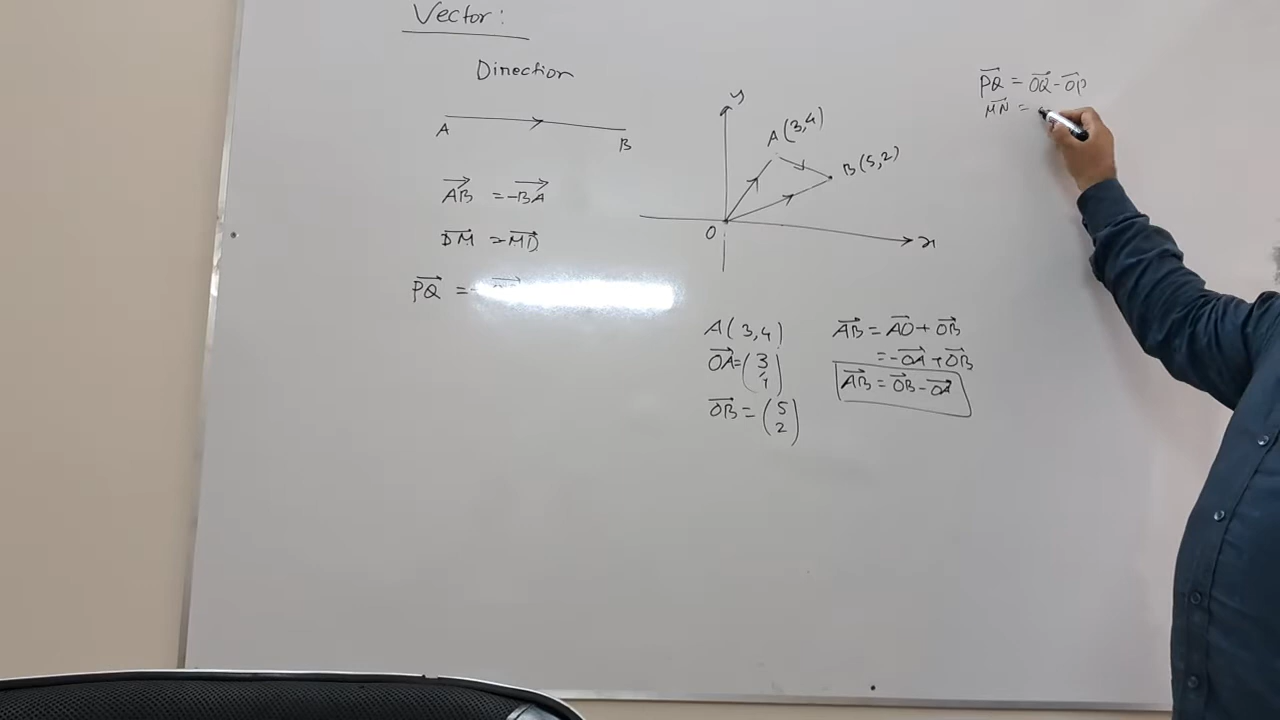 Vector:
Direction
A
B
AB = -BA
DM = MD
PQ = -
y
A (3,4)
B (5,2)
O
x
A (3,4)
OA = (3
4)
OB = (5
2)
AB = AO + OB
= -OA + OB
AB = OB - OA
PQ = OQ - OP
MN =